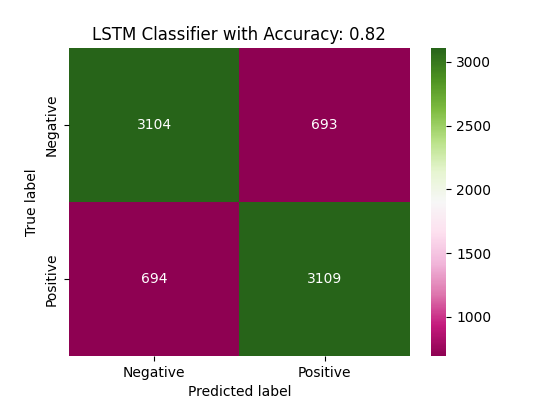 LSTM Classifier with Accuracy: 0.82
True label
Negative
3104
693
Positive
694
3109
Negative
Positive
Predicted label
3000
2500
2000
1500
1000